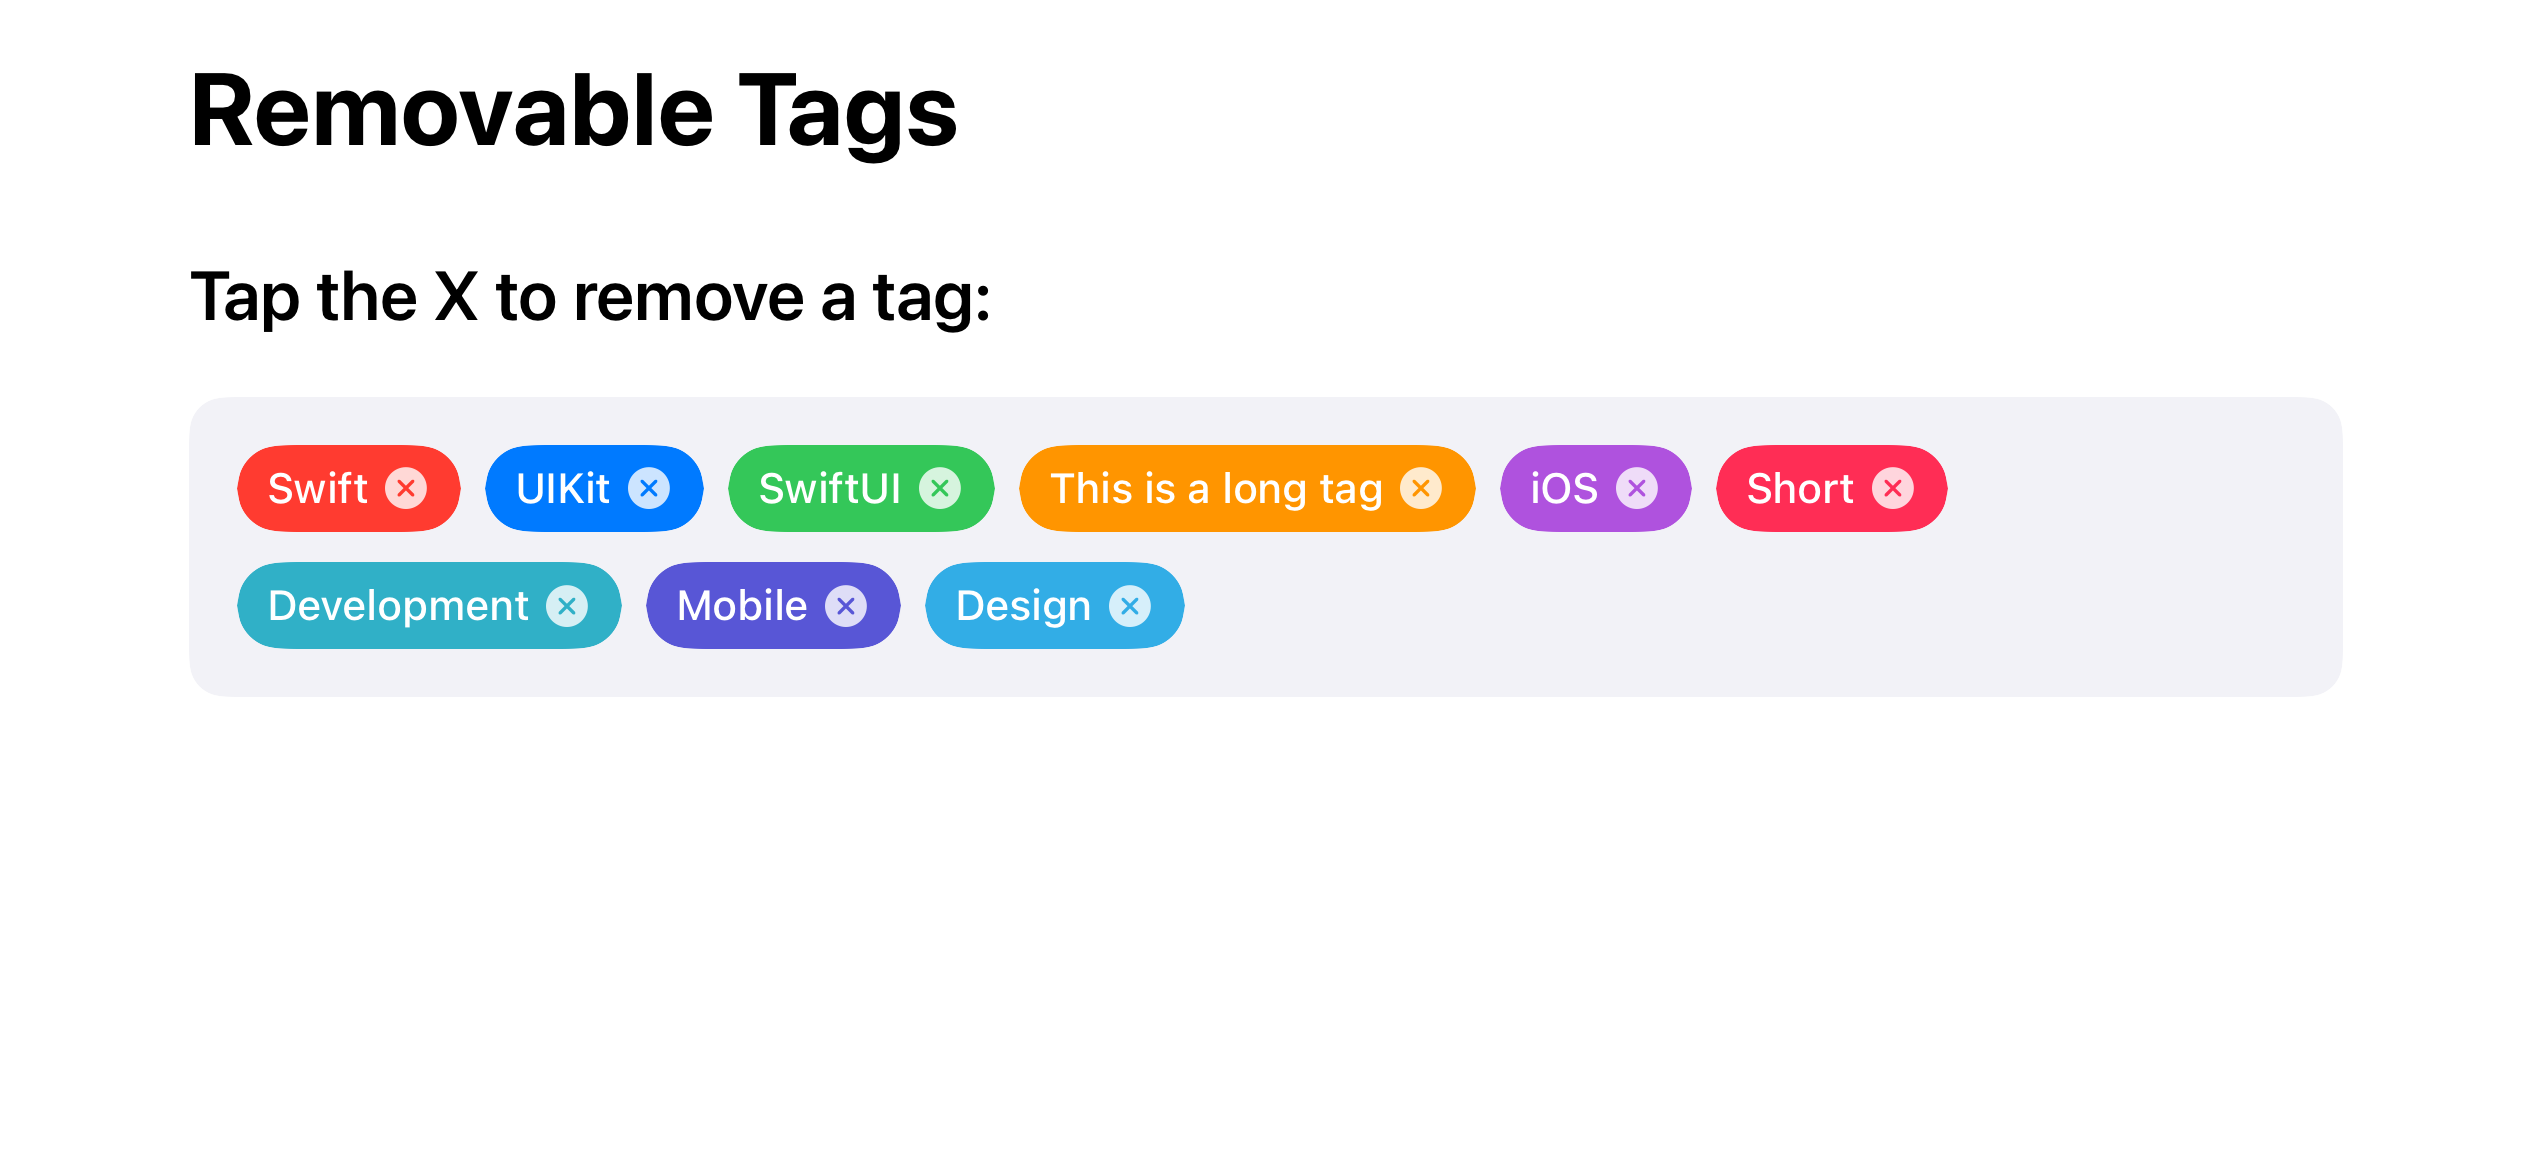 Removable Tags
Tap the X to remove a tag:
Swift UIKit SwiftUI This is a long tag iOS Short
Development Mobile Design